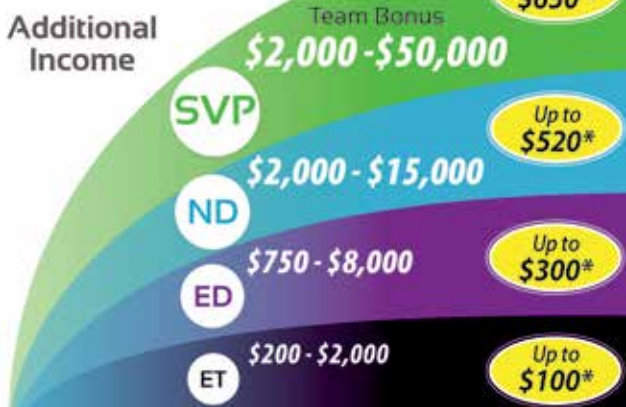 Additional
Income
Team Bonus
$2,000 -$50,000
SVP
Up to
$520*
$2,000 - $15,000
ND
Up to
$300*
$750 - $8,000
ED
Up to
$100*
$200 - $2,000
ET